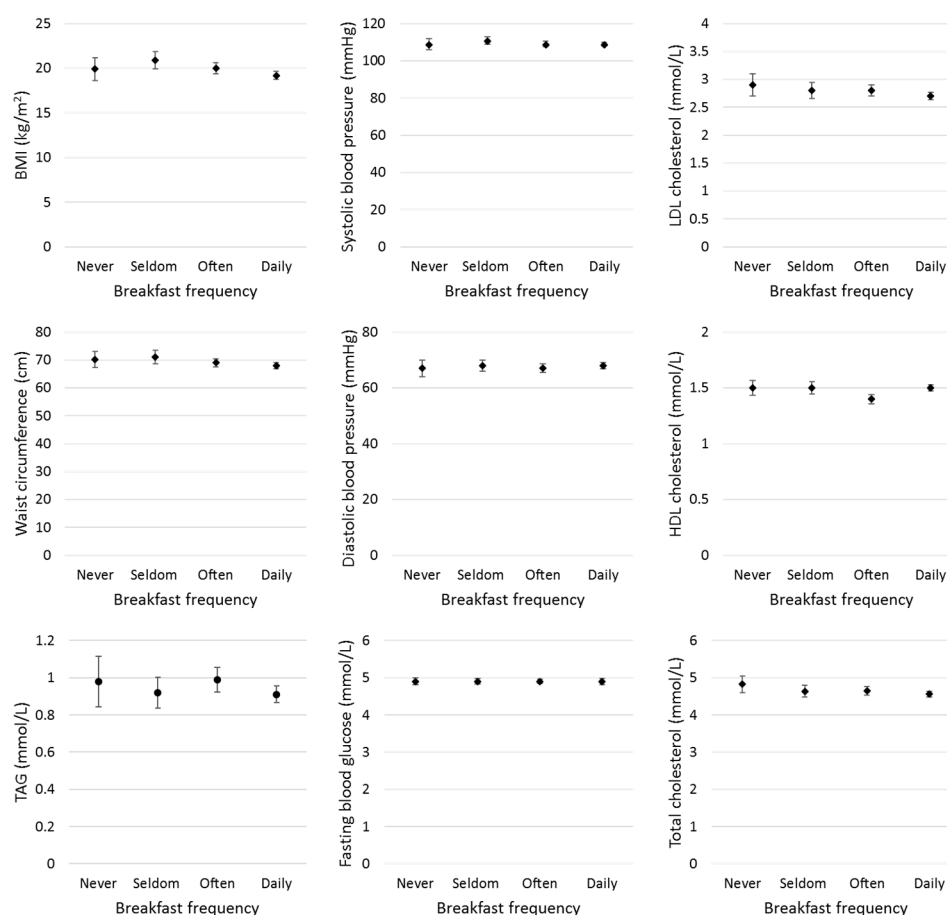 BMI (kg/m²)
25
20
15
10
5
0
Never Seldom Often Daily
Breakfast frequency
Systolic blood pressure (mmHg)
120
100
80
60
40
20
0
Never Seldom Often Daily
Breakfast frequency
LDL cholesterol (mmol/L)
4
3.5
3
2.5
2
1.5
1
0.5
0
Never Seldom Often Daily
Breakfast frequency
Waist circumference (cm)
80
70
60
50
40
30
20
10
0
Never Seldom Often Daily
Breakfast frequency
Diastolic blood pressure (mmHg)
80
60
40
20
0
Never Seldom Often Daily
Breakfast frequency
HDL cholesterol (mmol/L)
2
1.5
1
0.5
0
Never Seldom Often Daily
Breakfast frequency
TAG (mmol/L)
1.2
1
0.8
0.6
0.4
0.2
0
Never Seldom Often Daily
Breakfast frequency
Fasting blood glucose (mmol/L)
6
5
4
3
2
1
0
Never Seldom Often Daily
Breakfast frequency
Total cholesterol (mmol/L)
6
5
4
3
2
1
0
Never Seldom Often Daily
Breakfast frequency